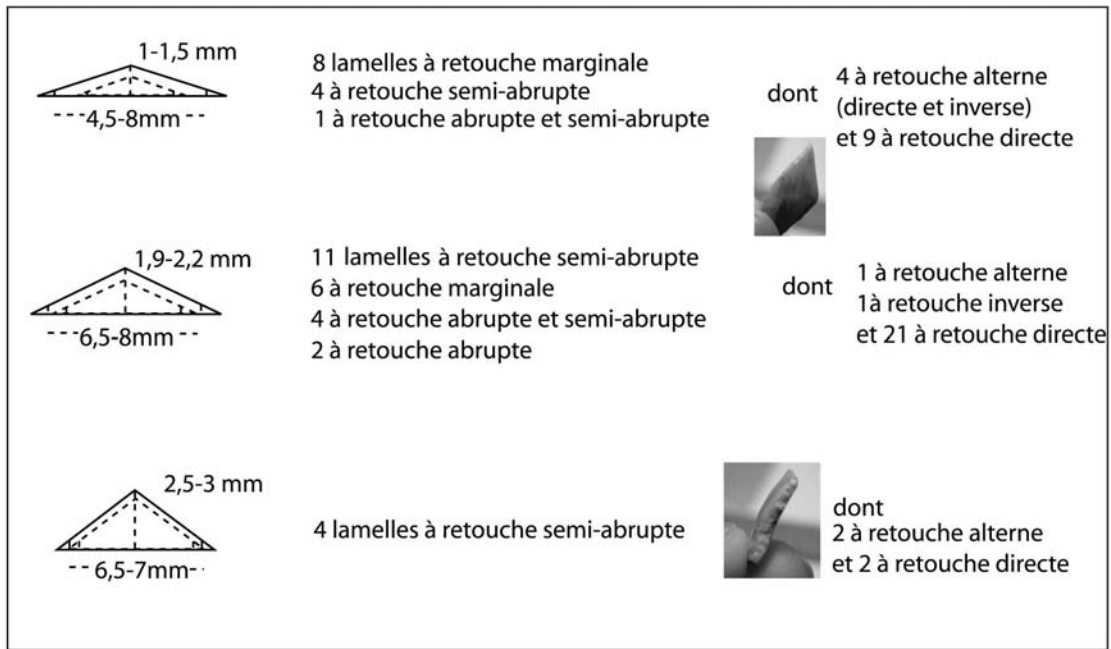 1-1,5 mm
4,5-8mm
8 lamelles à retouche marginale
4 à retouche semi-abrupte
1 à retouche abrupte et semi-abrupte
dont
4 à retouche alterne
(directe et inverse)
et 9 à retouche directe
1,9-2,2 mm
6,5-8mm
11 lamelles à retouche semi-abrupte
6 à retouche marginale
4 à retouche abrupte et semi-abrupte
2 à retouche abrupte
dont
1 à retouche alterne
1à retouche inverse
et 21 à retouche directe
2,5-3 mm
6,5-7mm
4 lamelles à retouche semi-abrupte
dont
2 à retouche alterne
et 2 à retouche directe